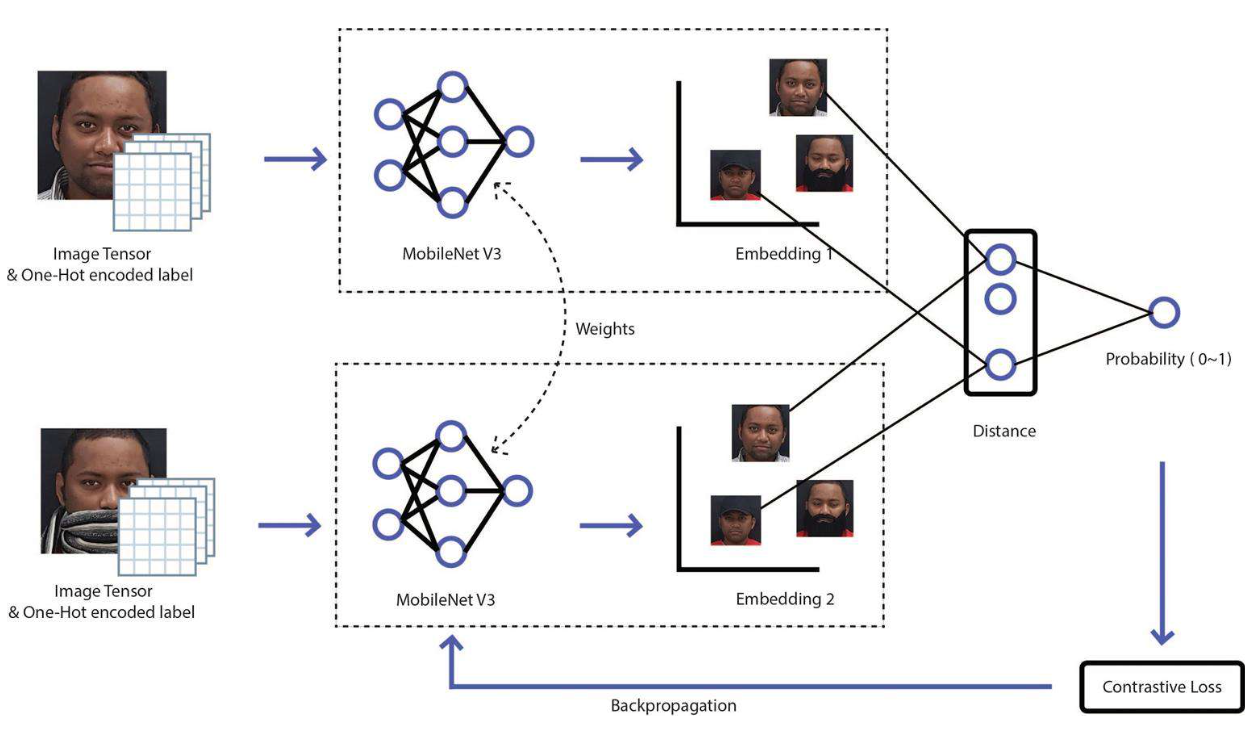 Image Tensor
& One-Hot encoded label
MobileNet V3
Embedding 1
Weights
Probability ( 0~1)
Distance
Image Tensor
& One-Hot encoded label
MobileNet V3
Embedding 2
Contrastive Loss
Backpropagation